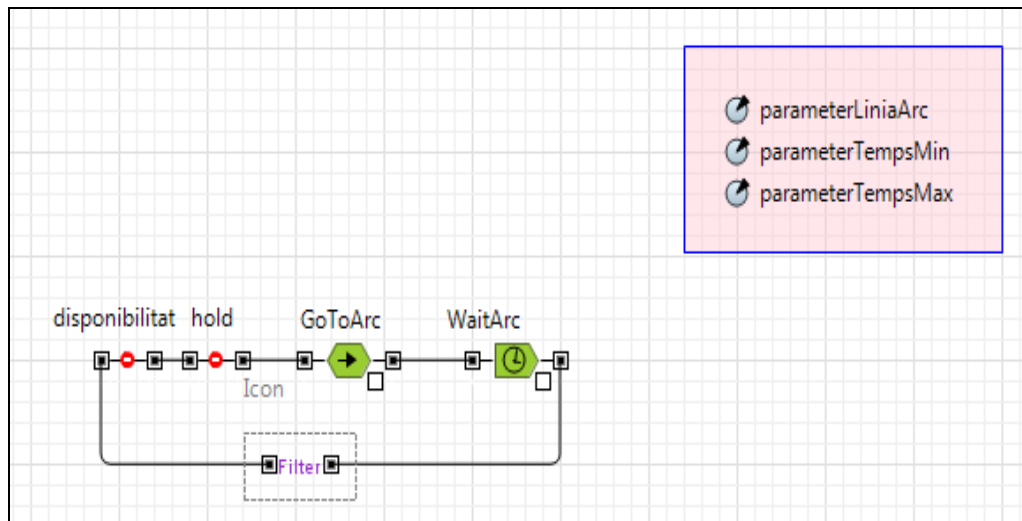 parameterLiniaArc
parameterTempsMin
parameterTempsMax
disponibilitat hold GoToArc WaitArc
Icon
Filter